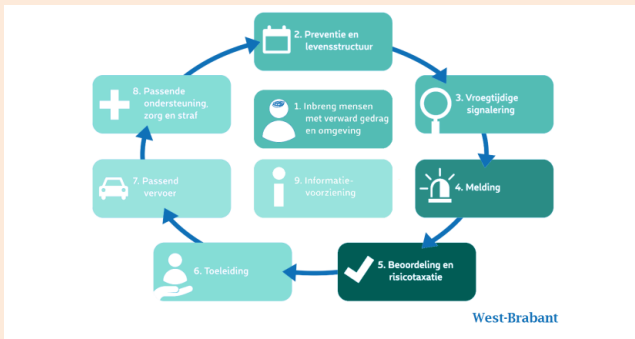 2. Preventie en
levensstructuur
8. Passende
ondersteuning,
zorg en straf
1. Inbreng mensen
met verward gedrag
en omgeving
3. Vroegtijdige
signalering
7. Passend
vervoer
9. Informatie-
voorziening
4. Melding
6. Toeleiding
5. Beoordeling en
risicotaxatie
West-Brabant